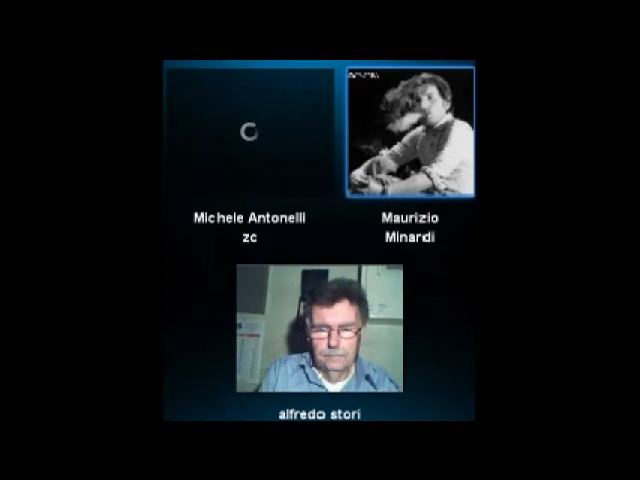 Michele Antonelli
zc
Maurizio
Minardi
alfredo stori